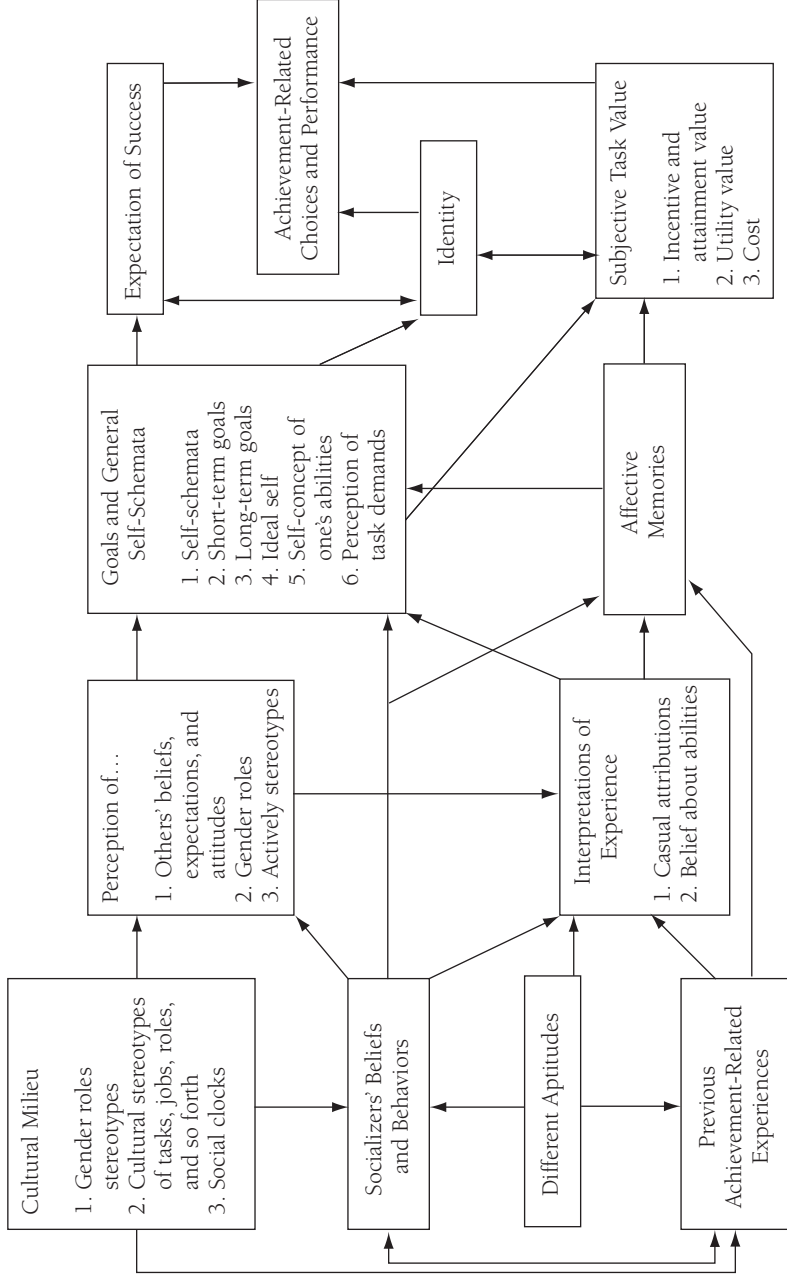 Cultural Milieu
1. Gender roles
stereotypes
2. Cultural stereotypes
of tasks, jobs, roles,
and so forth
3. Social clocks
Socializers' Beliefs
and Behaviors
Different Aptitudes
Previous
Achievement-Related
Experiences
Perception of…
1. Others' beliefs,
expectations, and
attitudes
2. Gender roles
3. Actively stereotypes
Interpretations of
Experience
1. Casual attributions
2. Belief about abilities
Goals and General
Self-Schemata
1. Self-schemata
2. Short-term goals
3. Long-term goals
4. Ideal self
5. Self-concept of
one's abilities
6. Perception of
task demands
Affective
Memories
Expectation of Success
Achievement-Related
Choices and Performance
Identity
Subjective Task Value
1. Incentive and
attainment value
2. Utility value
3. Cost